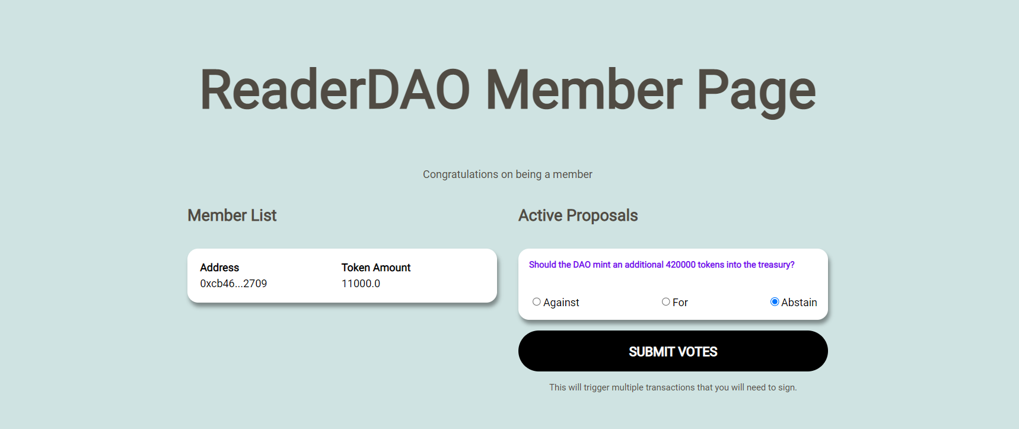 ReaderDAO Member Page
Congratulations on being a member
Member List
Address Token Amount
0xcb46...2709 11000.0
Active Proposals
Should the DAO mint an additional 420000 tokens into the treasury?
Against For Abstain
SUBMIT VOTES
This will trigger multiple transactions that you will need to sign.